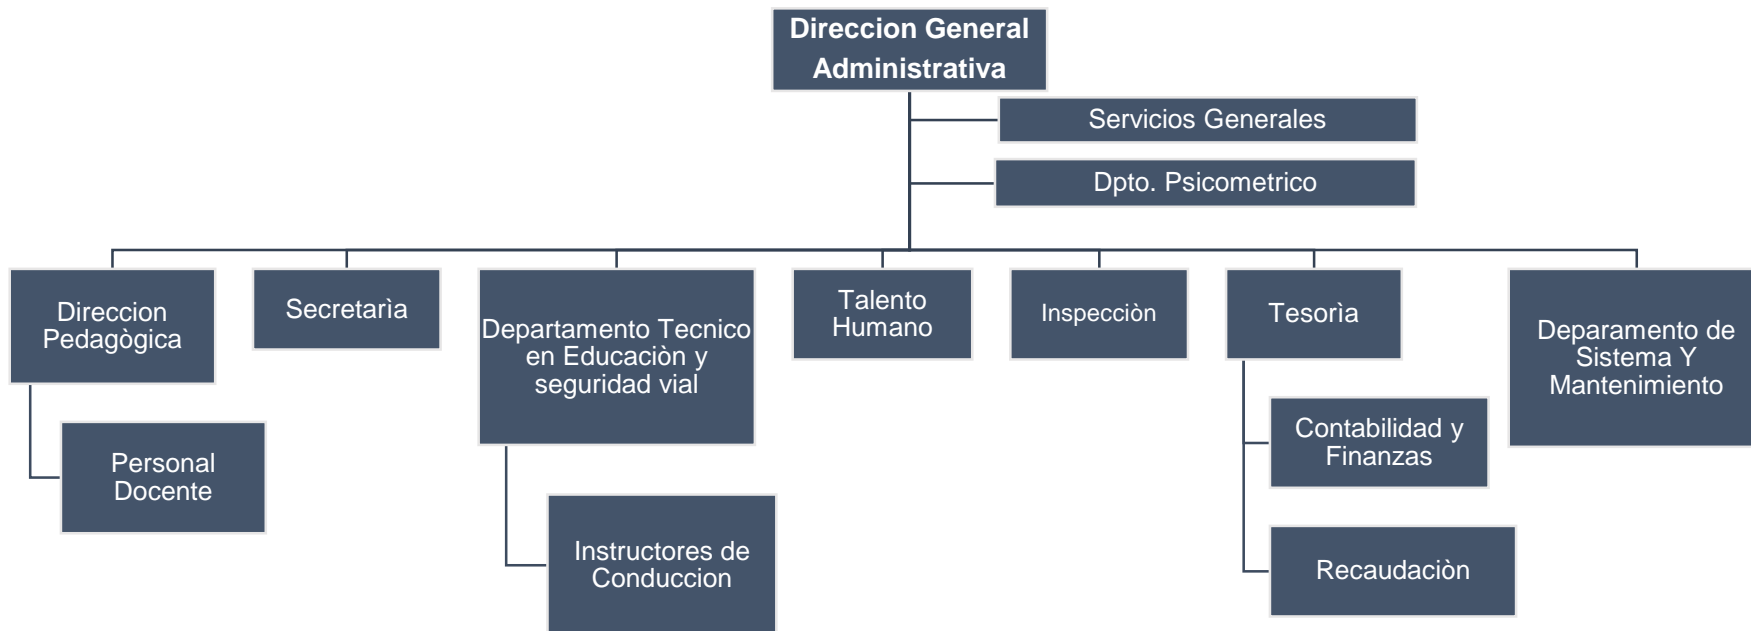 Direccion General
Administrativa
Servicios Generales
Dpto. Psicometrico
Direccion
Pedagògica
Secretarìa
Departamento Tecnico
en Educaciòn y
seguridad vial
Talento
Humano
Inspecciòn
Tesorìa
Deparamento de
Sistema Y
Mantenimiento
Personal
Docente
Instructores de
Conduccion
Contabilidad y
Finanzas
Recaudaciòn